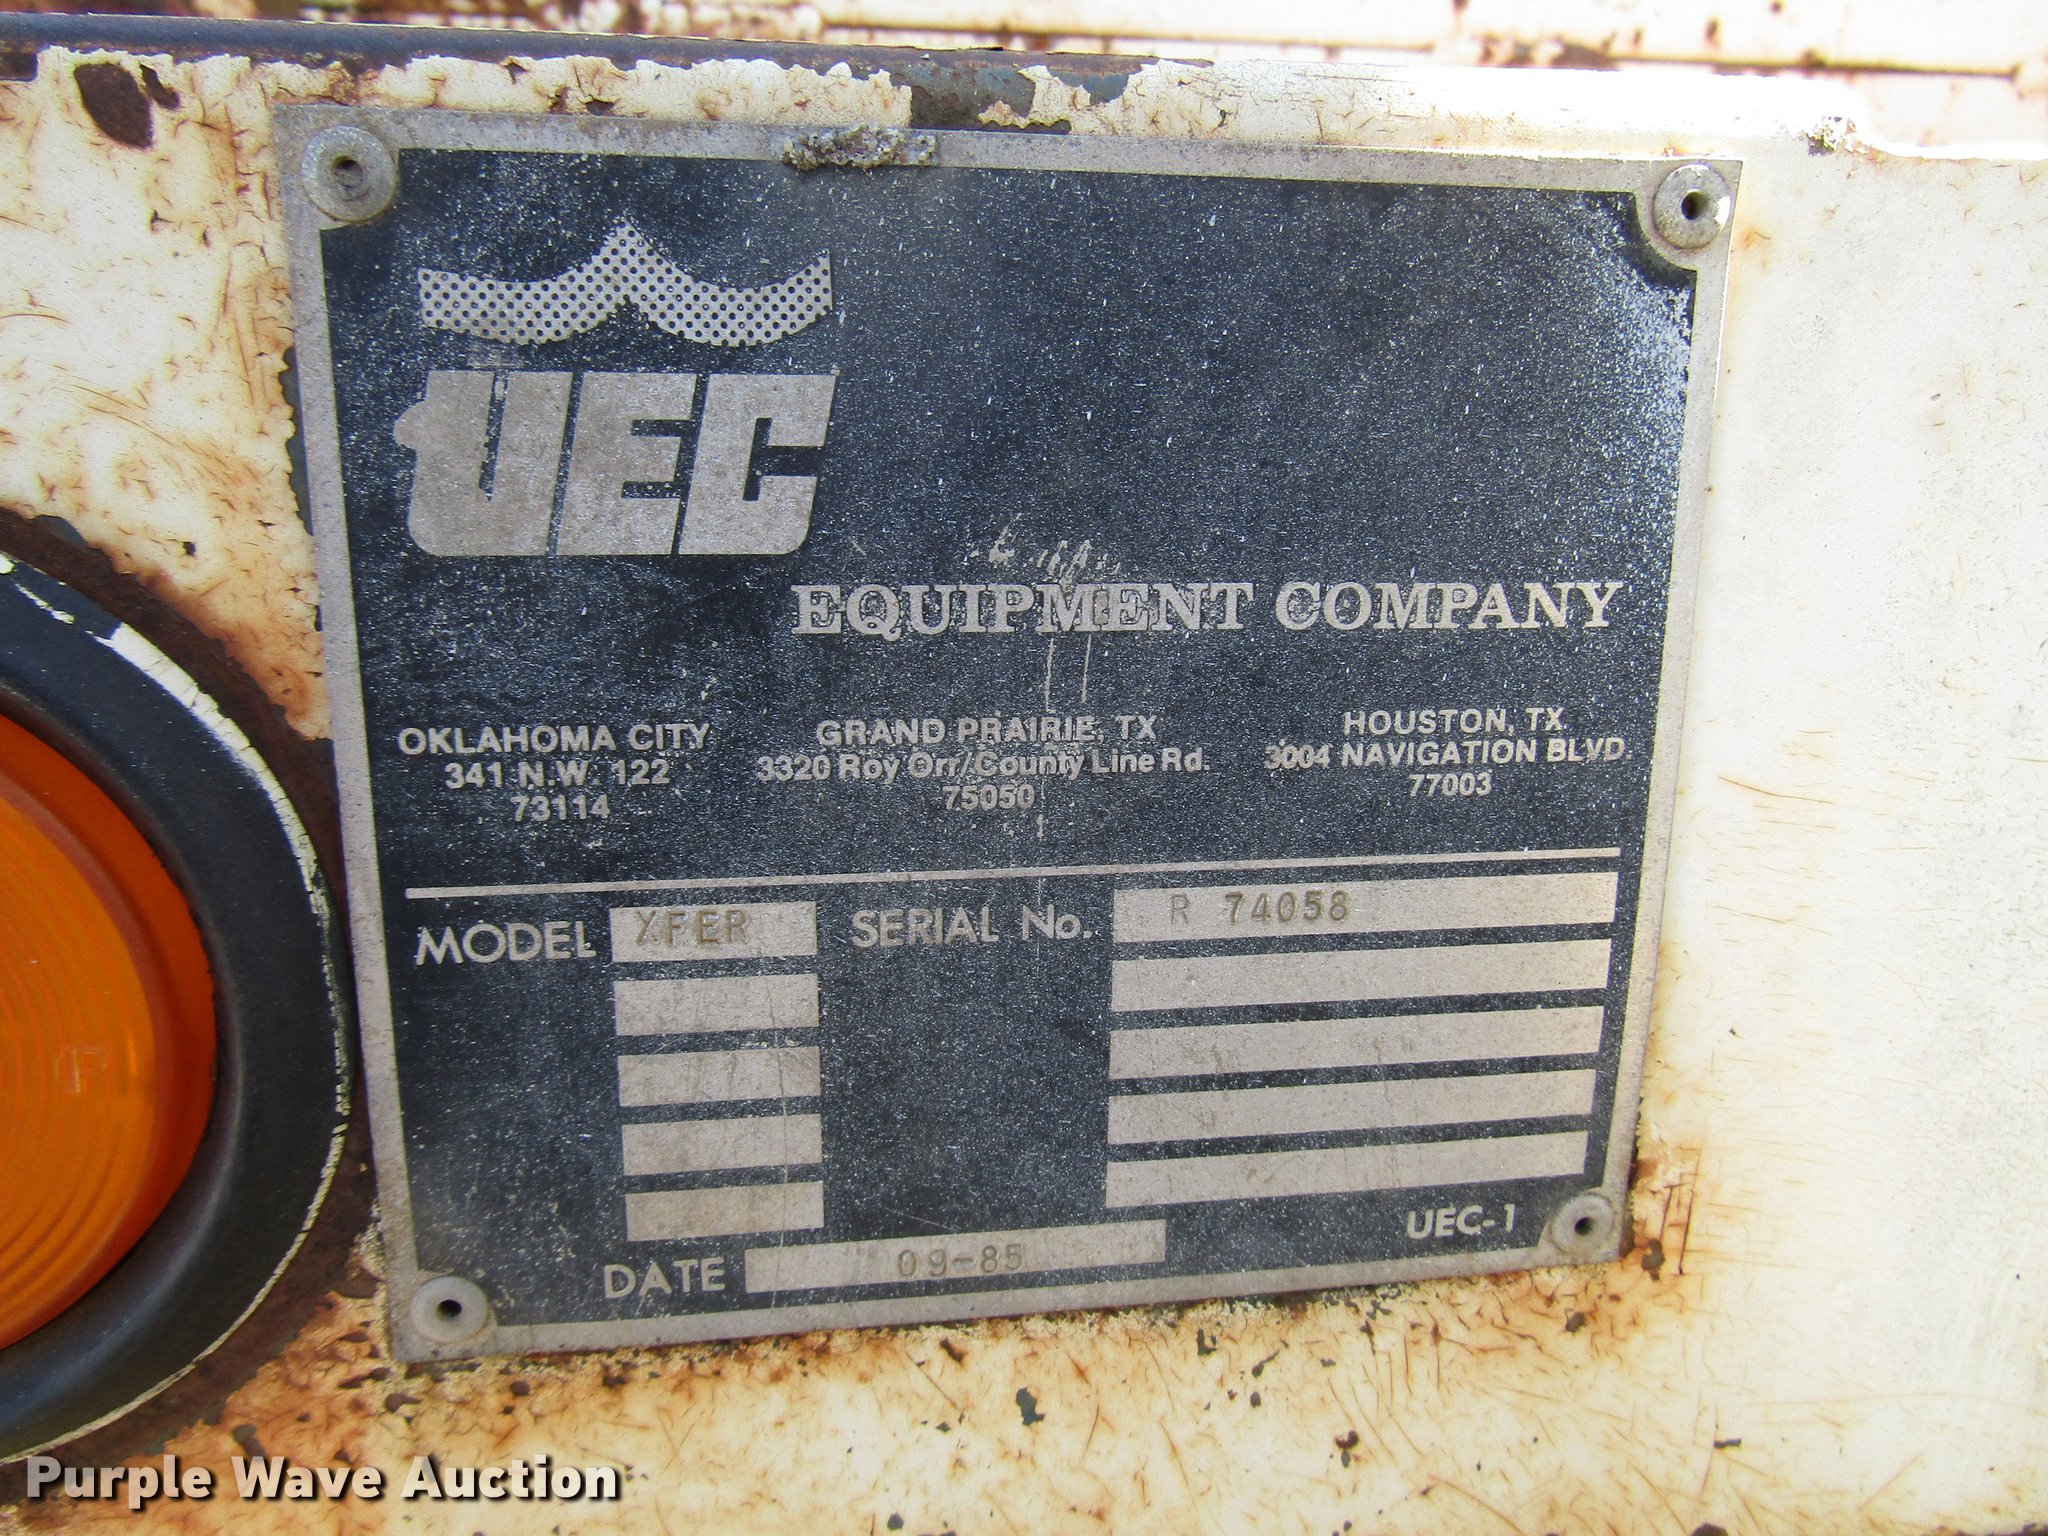 UEC
EQUIPMENT COMPANY
OKLAHOMA CITY
341 N.W. 122
73114
GRAND PRAIRIE, TX
3320 Roy Orr/County Line Rd.
75050
HOUSTON, TX
3004 NAVIGATION BLVD.
77003
MODEL XFER SERIAL No. R 74058
DATE 09-85
UEC-1
P
Purple Wave Auction